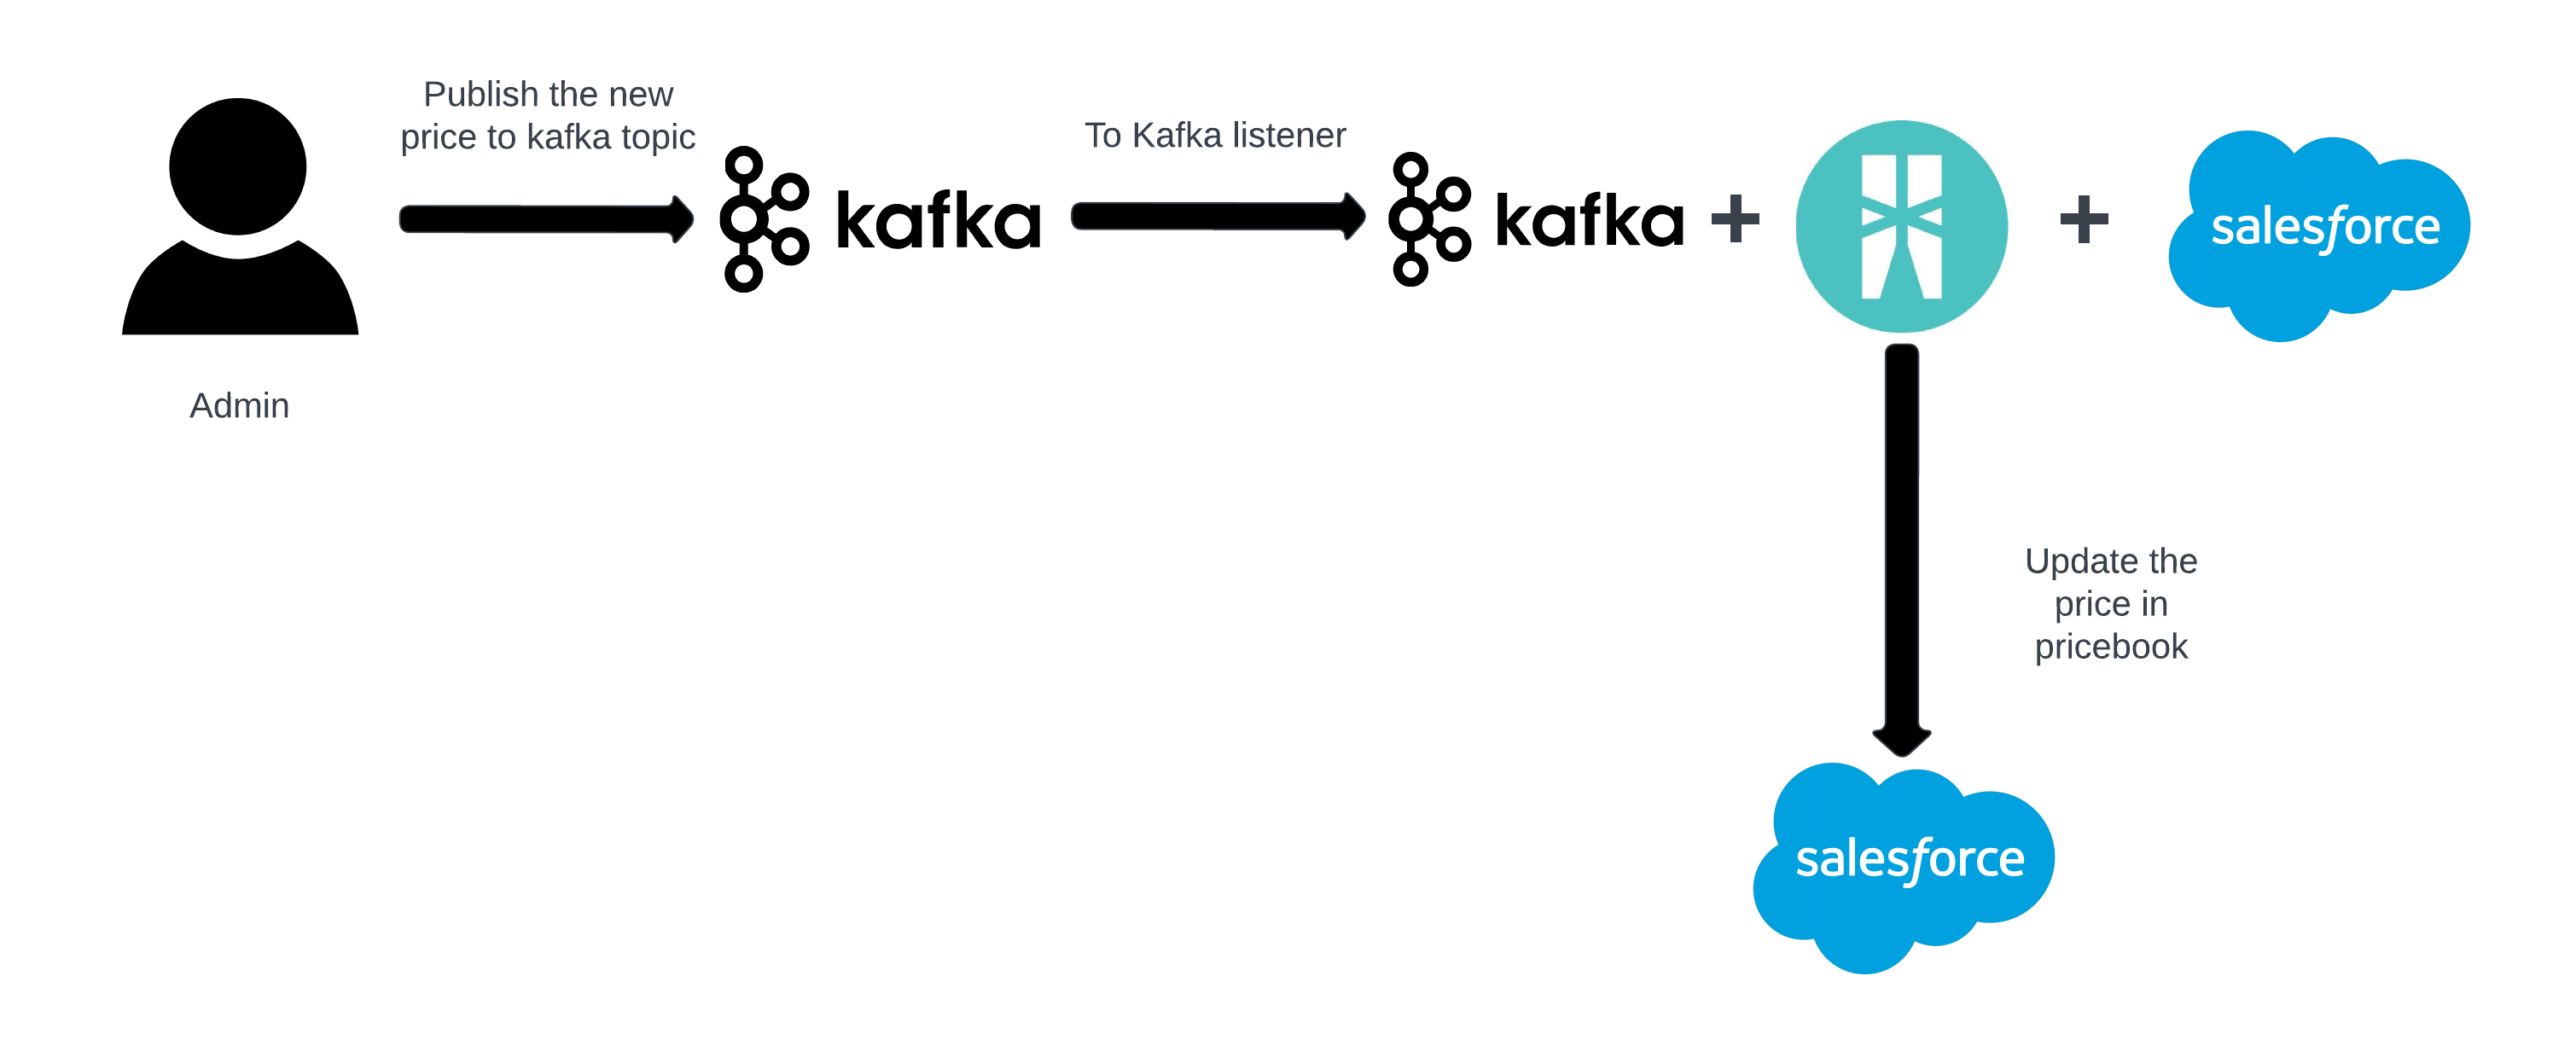 Publish the new
price to kafka topic
To Kafka listener
kafka
kafka
salesforce
Admin
Update the
price in
pricebook
salesforce